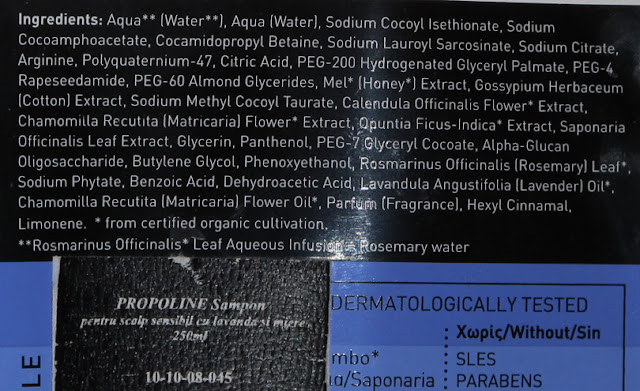 Ingredients: Aqua** (Water**), Aqua (Water), Sodium Cocoyl Isethionate, Sodium
Cocoamphoacetate, Cocamidopropyl Betaine, Sodium Lauroyl Sarcosinate, Sodium Citrate,
Arginine, Polyquaternium-47, Citric Acid, PEG-200 Hydrogenated Glyceryl Palmate, PEG-4
Rapeseedamide, PEG-60 Almond Glycerides, Mel* (Honey*) Extract, Gossypium Herbaceum
(Cotton) Extract, Sodium Methyl Cocoyl Taurate, Calendula Officinalis Flower* Extract,
Chamomilla Recutita (Matricaria) Flower* Extract, Opuntia Ficus-Indica* Extract, Saponaria
Officinalis Leaf Extract, Glycerin, Panthenol, PEG-7 Glyceryl Cocoate, Alpha-Glucan
Oligosaccharide, Butylene Glycol, Phenoxyethanol, Rosmarinus Officinalis (Rosemary) Leaf*,
Sodium Phytate, Benzoic Acid, Dehydroacetic Acid, Lavandula Angustifolia (Lavender) Oil*,
Chamomilla Recutita (Matricaria) Flower Oil*, Parfum (Fragrance), Hexyl Cinnamal,
Limonene. * from certified organic cultivation.
**Rosmarinus Officinalis* Leaf Aqueous Infusion = Rosemary water
PROPOLINE Sampon
pentru scalp sensibil cu lavanda si miere
250ml
10-10-08-045
DERMATOLOGICALLY TESTED
Χωρίς/Without/Sin
mbo* : SLES
ια/Saponaria : PARABENS
LE